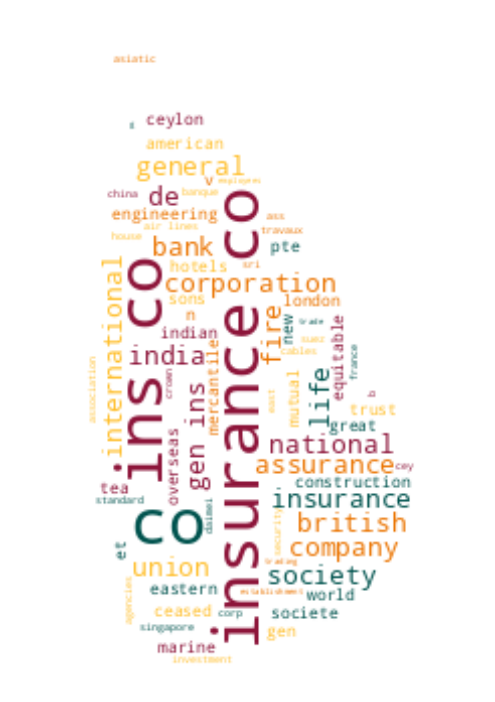 asiatic
ceylon
american
general
v
employees
china
de
banque
engineering
air lines
ass
travaux
house
bank
pte
hotels
sri
corporation
sons
london
n
indian
new
trade
fire
suez
cables
india
international
ins co
insurance co
mercantile
equitable
france
association
crown
gen ins
east
mutual
life
b
trust
great
overseas
national
assurance
cey
tea
construction
standard
insurance
co
daimei
security
british
et
company
union
trading
society
eastern
establishment
world
agencies
ceased
corp
societe
singapore
gen
marine
investment